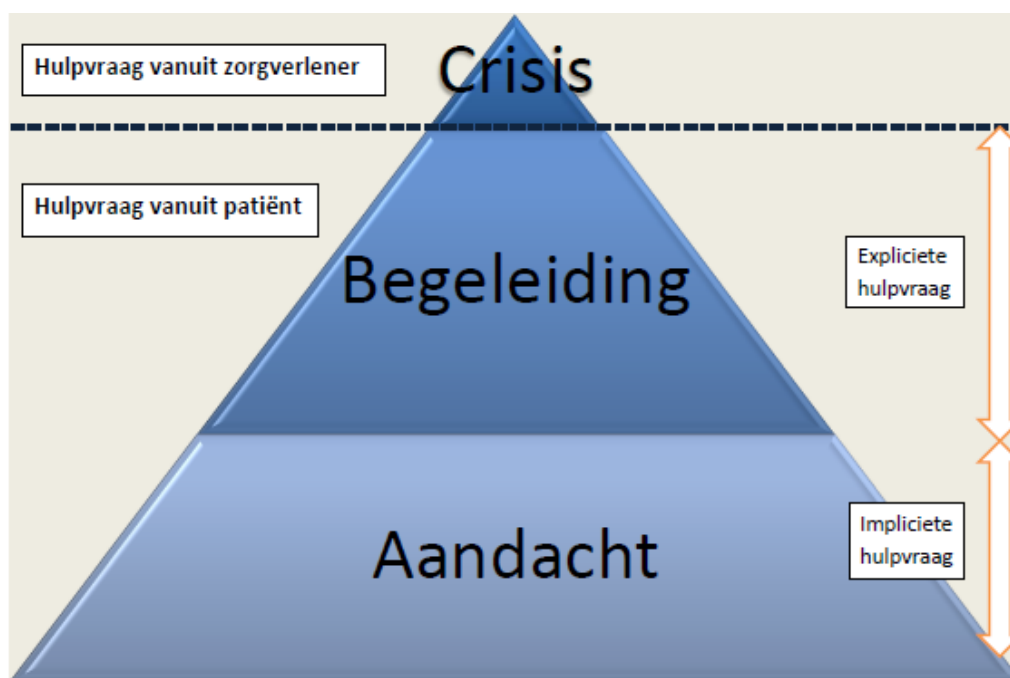 Crisis
Hulpvraag vanuit zorgverlener
Hulpvraag vanuit patiënt
Begeleiding
Expliciete
hulpvraag
Aandacht
Impliciete
hulpvraag